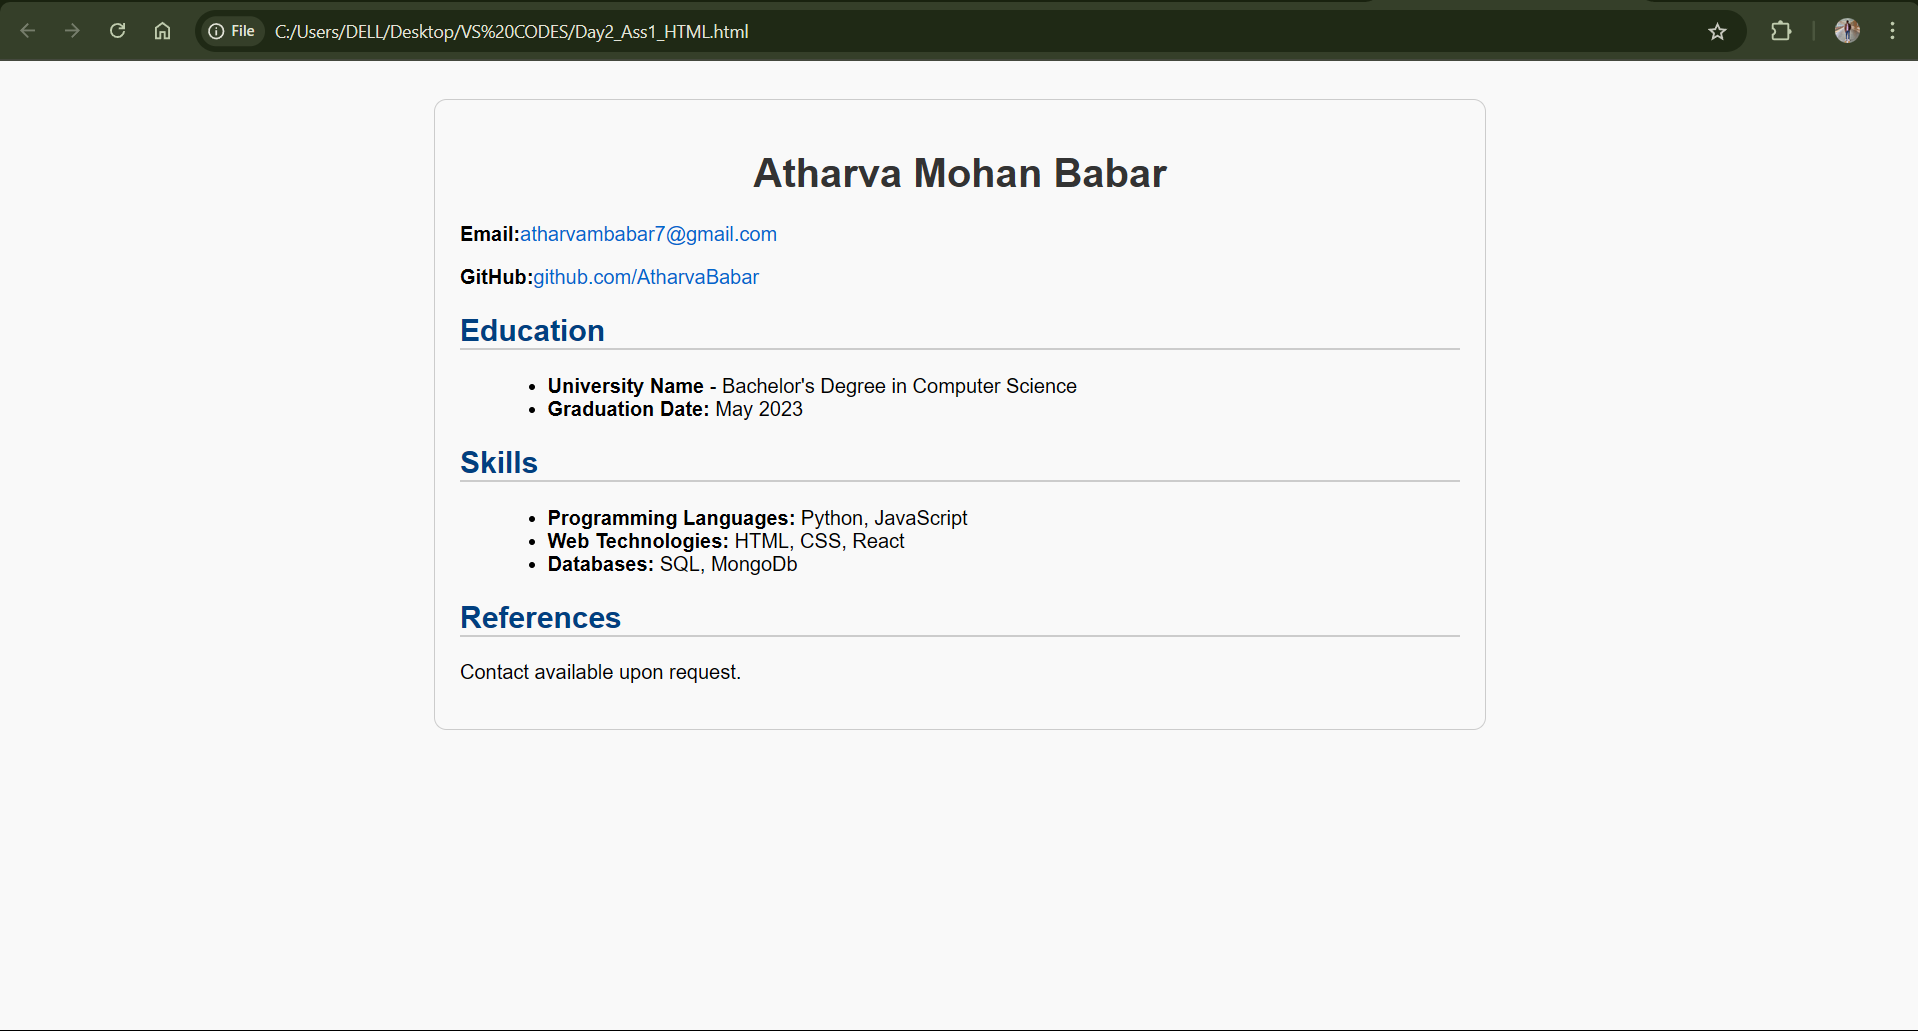 File C:/Users/DELL/Desktop/VS%20CODES/Day2_Ass1_HTML.html
Atharva Mohan Babar
Email:atharvambabar7@gmail.com
GitHub:github.com/AtharvaBabar
Education
• University Name - Bachelor's Degree in Computer Science
• Graduation Date: May 2023
Skills
• Programming Languages: Python, JavaScript
• Web Technologies: HTML, CSS, React
• Databases: SQL, MongoDb
References
Contact available upon request.